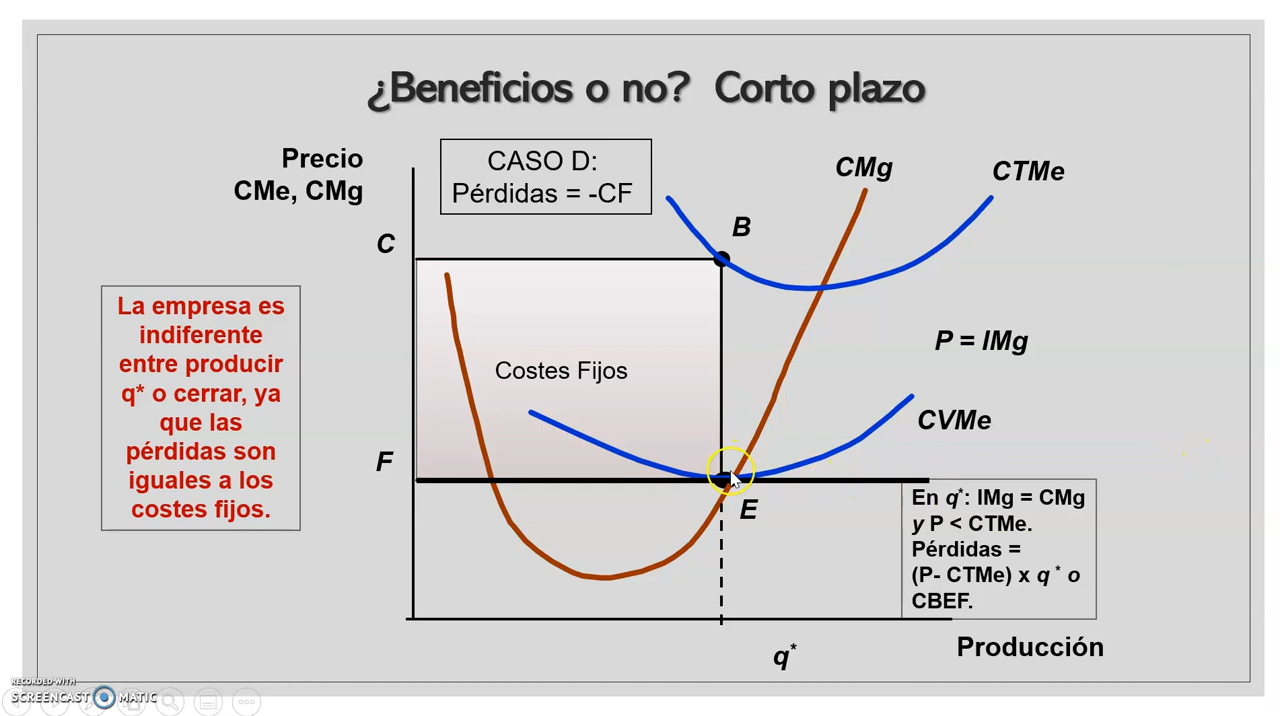 ¿Beneficios o no? Corto plazo
Precio
CMe, CMg
CASO D:
Pérdidas = -CF
CMg
CTMe
B
C
La empresa es
indiferente
entre producir
q* o cerrar, ya
que las
pérdidas son
iguales a los
costes fijos.
Costes Fijos
P = IMg
CVMe
F
E
En q*: IMg = CMg
y P < CTMe.
Pérdidas =
(P- CTMe) x q * o
CBEF.
q*
Producción
RECORDED WITH
SCREENCAST MATIC